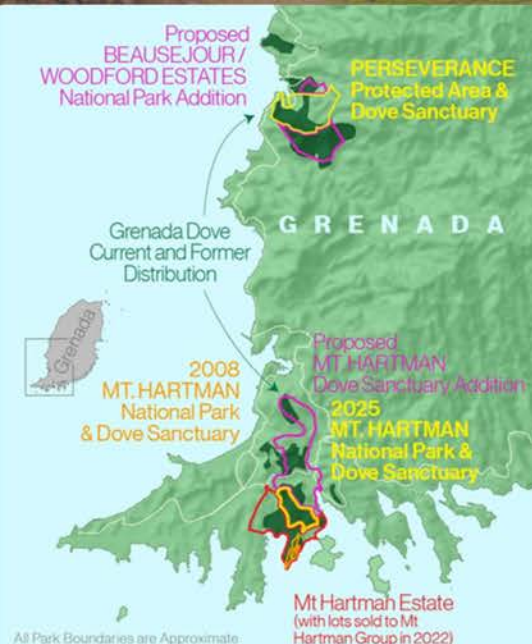 Proposed
BEAUSEJOUR /
WOODFORD ESTATES
National Park Addition
PERSEVERANCE
Protected Area &
Dove Sanctuary
GRENADA
Grenada Dove
Current and Former
Distribution
Grenada
2008
MT. HARTMAN
National Park
& Dove Sanctuary
Proposed
MT. HARTMAN
Dove Sanctuary Addition
2025
MT. HARTMAN
National Park &
Dove Sanctuary
Mt Hartman Estate
(with lots sold to Mt
Hartman Group in 2022)
All Park Boundaries are Approximate